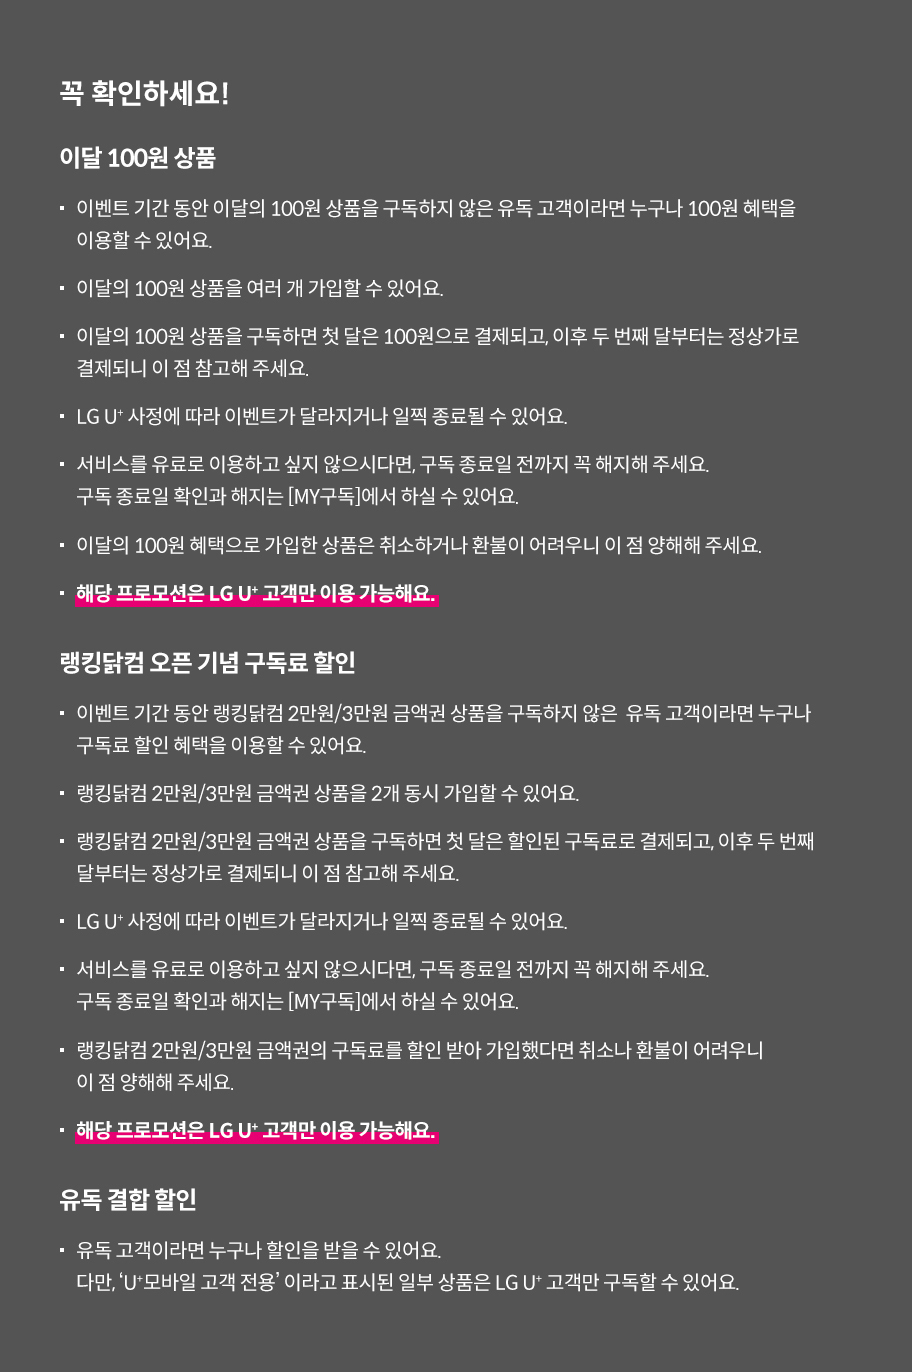 꼭 확인하세요!
이달 100원 상품
▪ 이벤트 기간 동안 이달의 100원 상품을 구독하지 않은 유독 고객이라면 누구나 100원 혜택을
이용할 수 있어요.
▪ 이달의 100원 상품을 여러 개 가입할 수 있어요.
▪ 이달의 100원 상품을 구독하면 첫 달은 100원으로 결제되고, 이후 두 번째 달부터는 정상가로
결제되니 이 점 참고해 주세요.
▪ LG U⁺ 사정에 따라 이벤트가 달라지거나 일찍 종료될 수 있어요.
▪ 서비스를 유료로 이용하고 싶지 않으시다면, 구독 종료일 전까지 꼭 해지해 주세요.
구독 종료일 확인과 해지는 [MY구독]에서 하실 수 있어요.
▪ 이달의 100원 혜택으로 가입한 상품은 취소하거나 환불이 어려우니 이 점 양해해 주세요.
▪ 해당 프로모션은 LG U⁺ 고객만 이용 가능해요.
랭킹닭컴 오픈 기념 구독료 할인
▪ 이벤트 기간 동안 랭킹닭컴 2만원/3만원 금액권 상품을 구독하지 않은 유독 고객이라면 누구나
구독료 할인 혜택을 이용할 수 있어요.
▪ 랭킹닭컴 2만원/3만원 금액권 상품을 2개 동시 가입할 수 있어요.
▪ 랭킹닭컴 2만원/3만원 금액권 상품을 구독하면 첫 달은 할인된 구독료로 결제되고, 이후 두 번째
달부터는 정상가로 결제되니 이 점 참고해 주세요.
▪ LG U⁺ 사정에 따라 이벤트가 달라지거나 일찍 종료될 수 있어요.
▪ 서비스를 유료로 이용하고 싶지 않으시다면, 구독 종료일 전까지 꼭 해지해 주세요.
구독 종료일 확인과 해지는 [MY구독]에서 하실 수 있어요.
▪ 랭킹닭컴 2만원/3만원 금액권의 구독료를 할인 받아 가입했다면 취소나 환불이 어려우니
이 점 양해해 주세요.
▪ 해당 프로모션은 LG U⁺ 고객만 이용 가능해요.
유독 결합 할인
▪ 유독 고객이라면 누구나 할인을 받을 수 있어요.
다만, ‘U⁺모바일 고객 전용’ 이라고 표시된 일부 상품은 LG U⁺ 고객만 구독할 수 있어요.